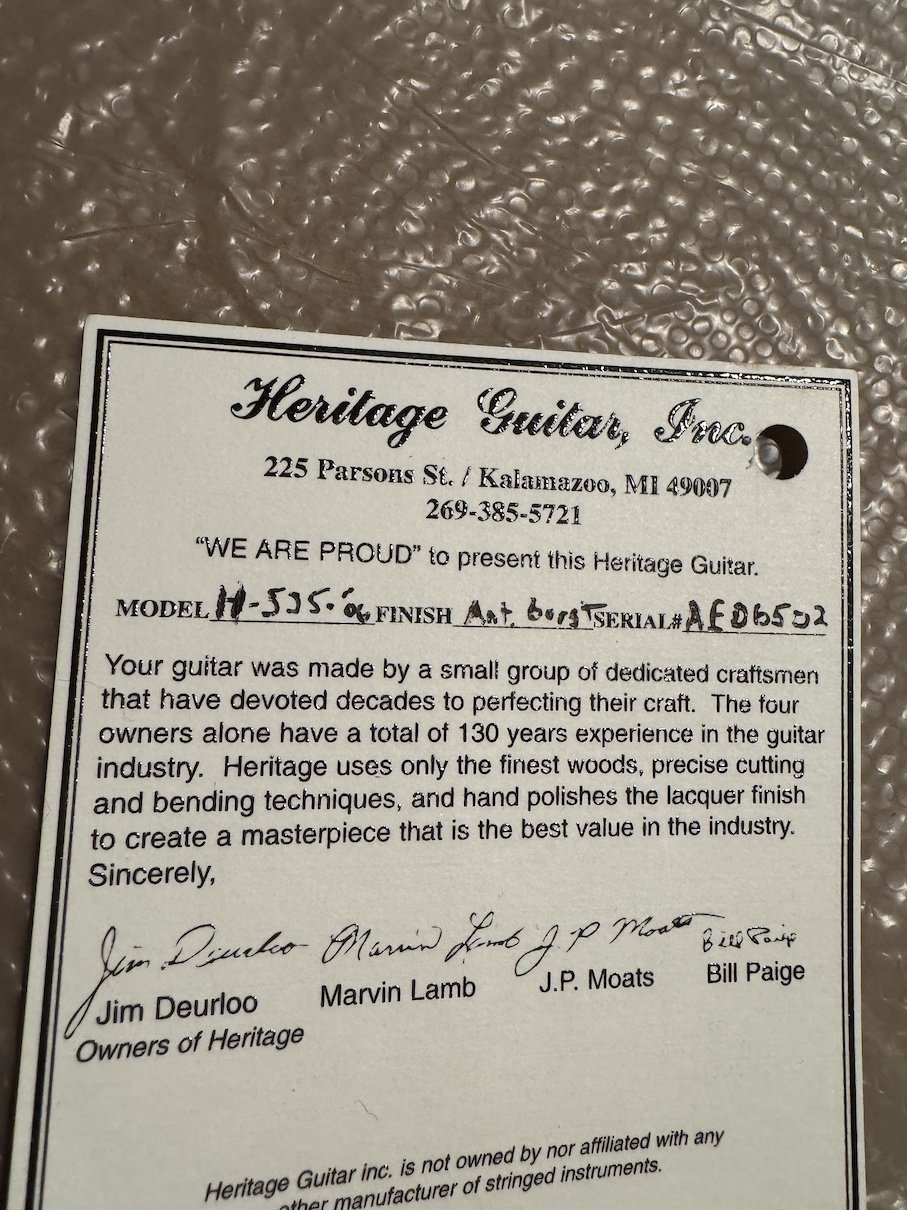 Heritage Guitar, Inc.
225 Parsons St. / Kalamazoo, MI 49007
269-385-5721
"WE ARE PROUD" to present this Heritage Guitar.
MODEL H-535-'06 FINISH Ant. burst SERIAL# AE06502
Your guitar was made by a small group of dedicated craftsmen
that have devoted decades to perfecting their craft. The four
owners alone have a total of 130 years experience in the guitar
industry. Heritage uses only the finest woods, precise cutting
and bending techniques, and hand polishes the lacquer finish
to create a masterpiece that is the best value in the industry.
Sincerely,
Jim Deurloo Marvin Lamb J. P Moats Bill Paige
Jim Deurloo Marvin Lamb J.P. Moats Bill Paige
Owners of Heritage
Heritage Guitar Inc. is not owned by nor affiliated with any
other manufacturer of stringed instruments.